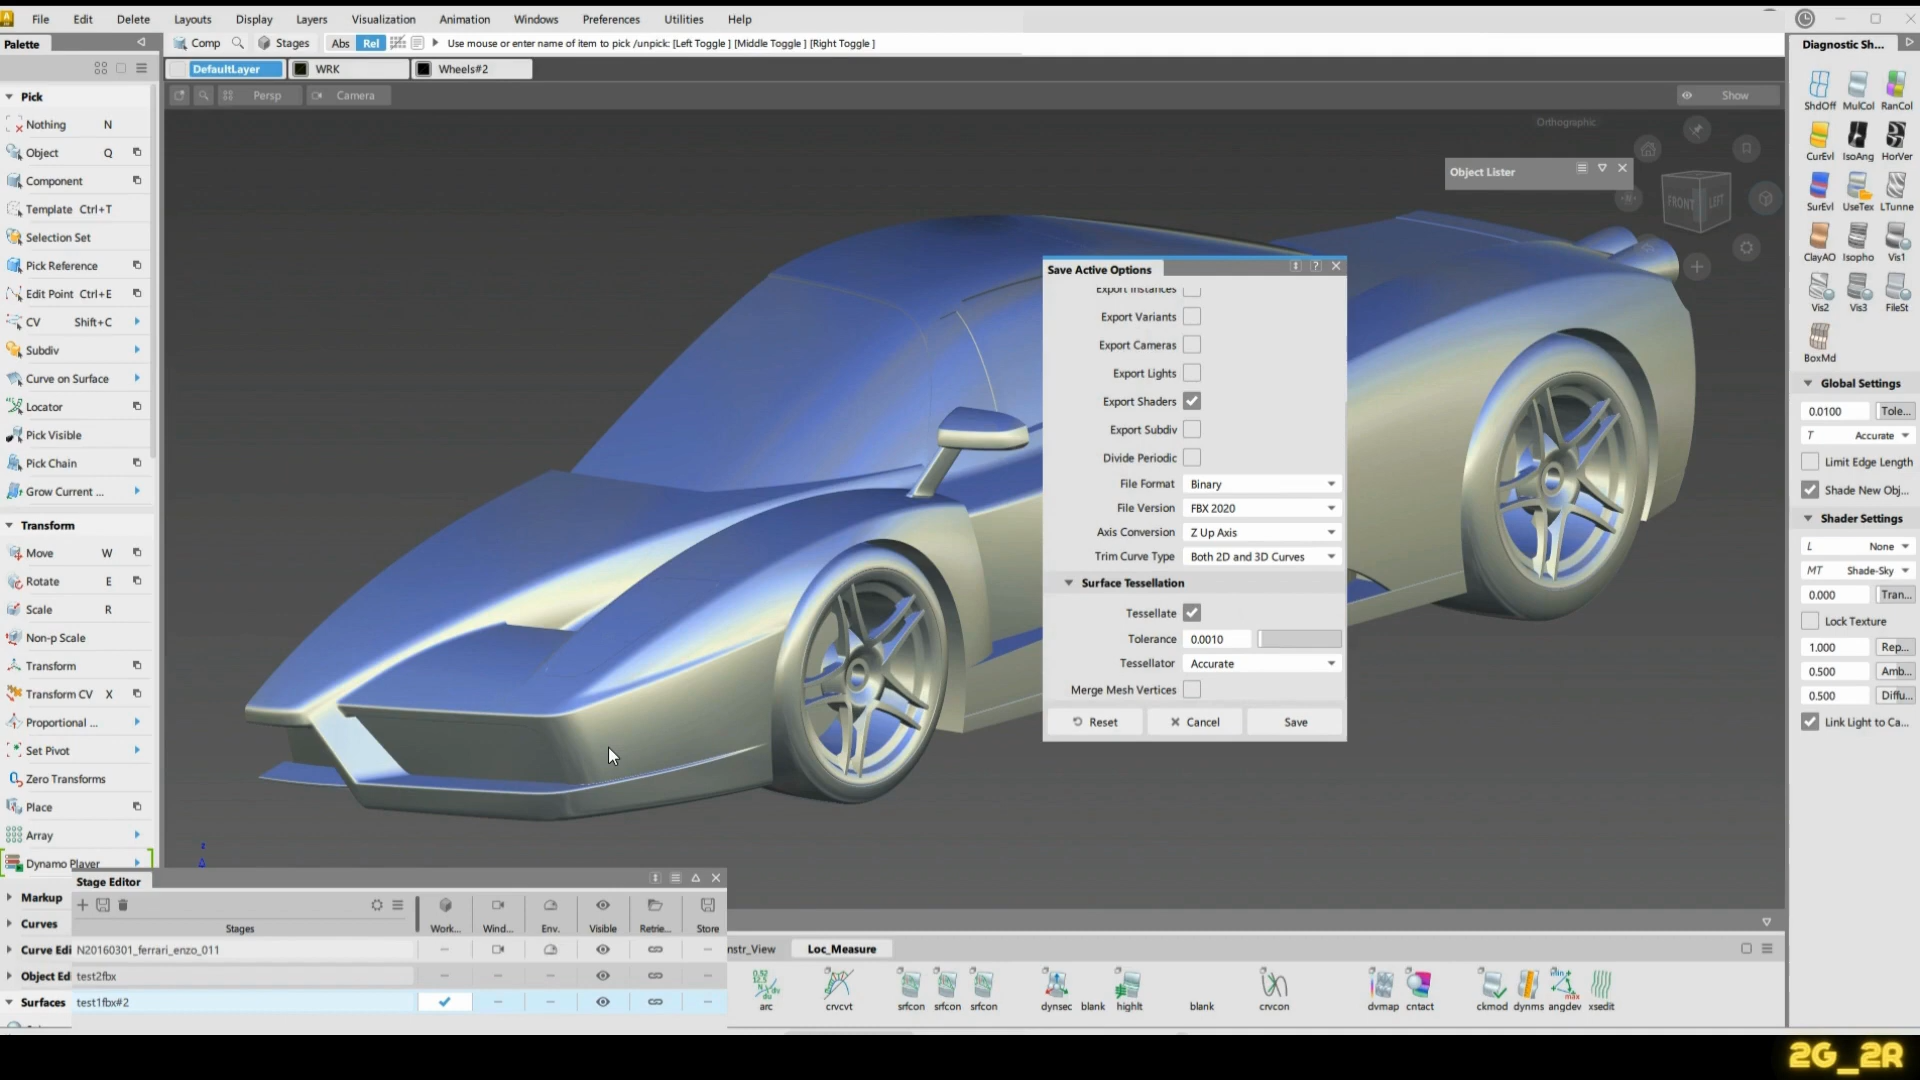 File Edit Delete Layouts Display Layers Visualization Animation Windows Preferences Utilities Help
Palette
Comp Stages Abs Rel Use mouse or enter name of item to pick /unpick: [Left Toggle ] [Middle Toggle ] [Right Toggle ]
Diagnostic Sh...
DefaultLayer WRK Wheels#2
Persp Camera Show
Pick
Nothing N
Object Q
Component
Template Ctrl+T
Selection Set
Pick Reference
Edit Point Ctrl+E
CV Shift+C
Subdiv
Curve on Surface
Locator
Pick Visible
Pick Chain
Grow Current ...
Transform
Move W
Rotate E
Scale R
Non-p Scale
Transform
Transform CV X
Proportional ...
Set Pivot
Zero Transforms
Place
Array
Dynamo Player
Markup
Curves
Curve Edi
Object Ed
Surfaces
Orthographic
FRONT LEFT
Object Lister
Save Active Options
Export Instances
Export Variants
Export Cameras
Export Lights
Export Shaders
Export Subdiv
Divide Periodic
File Format Binary
File Version FBX 2020
Axis Conversion Z Up Axis
Trim Curve Type Both 2D and 3D Curves
Surface Tessellation
Tessellate
Tolerance 0.0010
Tessellator Accurate
Merge Mesh Vertices
Reset Cancel Save
ShdOff MulCol RanCol
CurEvl IsoAng HorVer
SurEvl UseTex LTunne
ClayAO Isopho Vis1
Vis2 Vis3 FileSt
BoxMd
Global Settings
0.0100 Tole...
T Accurate
Limit Edge Length
Shade New Obj...
Shader Settings
L None
MT Shade-Sky
0.000 Tran...
Lock Texture
1.000 Rep...
0.500 Amb...
0.500 Diffu...
Link Light to Ca...
Stage Editor
Stages Work... Wind... Env. Visible Retrie... Store
N20160301_ferrari_enzo_011
test2fbx
test1fbx#2
nstr_View Loc_Measure
arc crvcvt srfcon srfcon srfcon dynsec blank highlt blank crvcon dvmap cntact ckmod dynms angdev xsedit
2G_2R